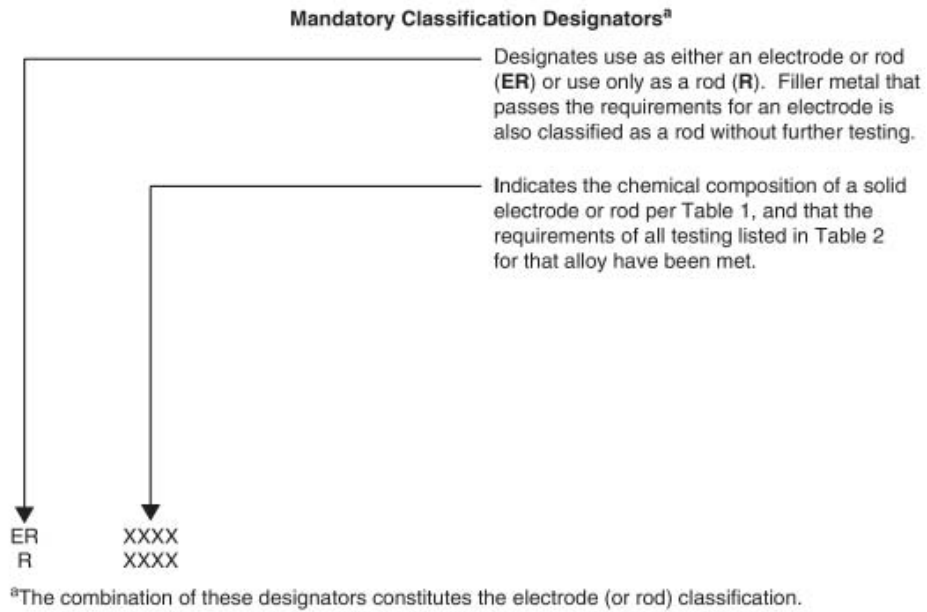 Mandatory Classification Designatorsᵃ
Designates use as either an electrode or rod
(ER) or use only as a rod (R). Filler metal that
passes the requirements for an electrode is
also classified as a rod without further testing.
Indicates the chemical composition of a solid
electrode or rod per Table 1, and that the
requirements of all testing listed in Table 2
for that alloy have been met.
ER XXXX
R XXXX
ᵃThe combination of these designators constitutes the electrode (or rod) classification.